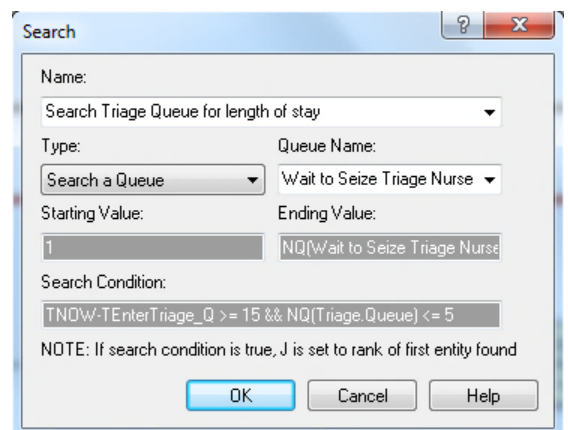 Search
Name:
Search Triage Queue for length of stay
Type: Queue Name:
Search a Queue Wait to Seize Triage Nurse
Starting Value: Ending Value:
1 NQ(Wait to Seize Triage Nurse
Search Condition:
TNOW-TEnterTriage_Q >= 15 && NQ(Triage.Queue) <= 5
NOTE: If search condition is true, J is set to rank of first entity found
OK Cancel Help